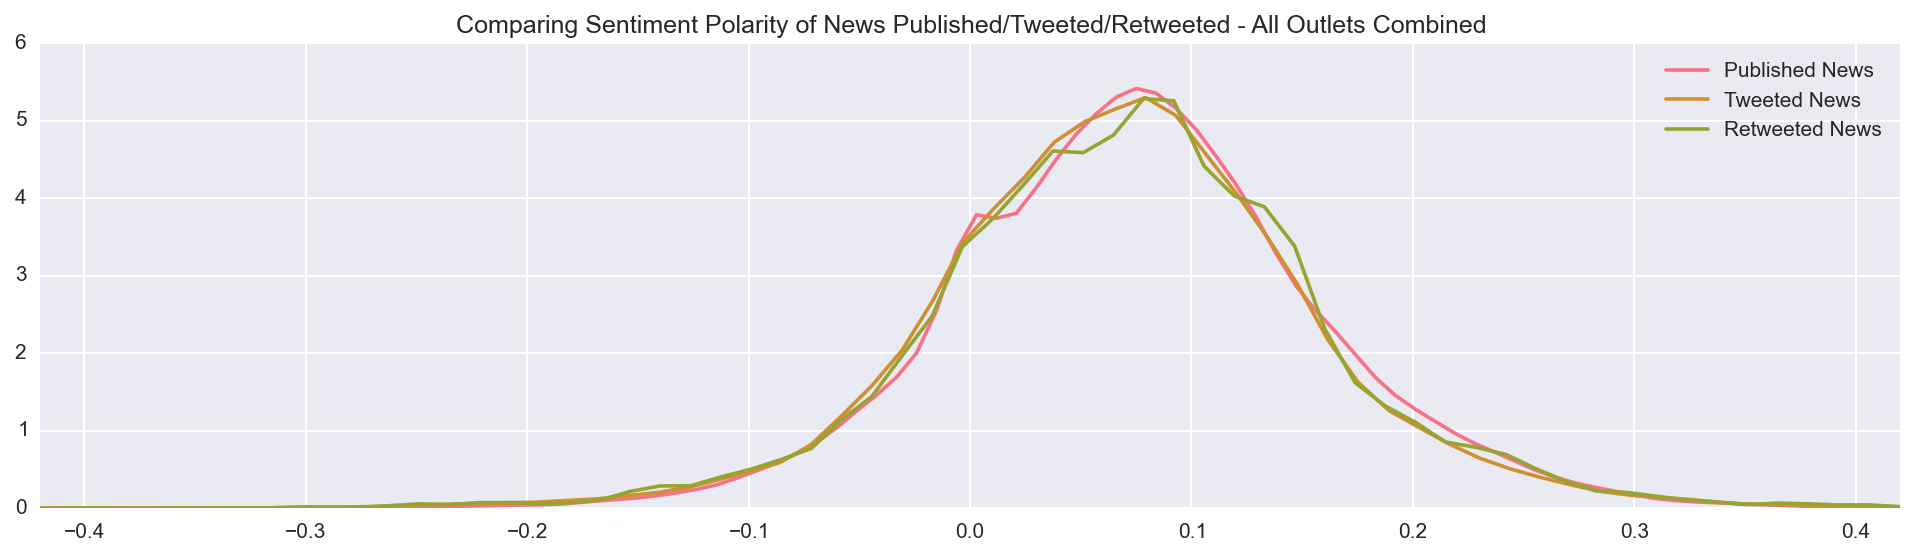 Comparing Sentiment Polarity of News Published/Tweeted/Retweeted - All Outlets Combined
6
5
4
3
2
1
0
Published News
Tweeted News
Retweeted News
−0.4 −0.3 −0.2 −0.1 0.0 0.1 0.2 0.3 0.4